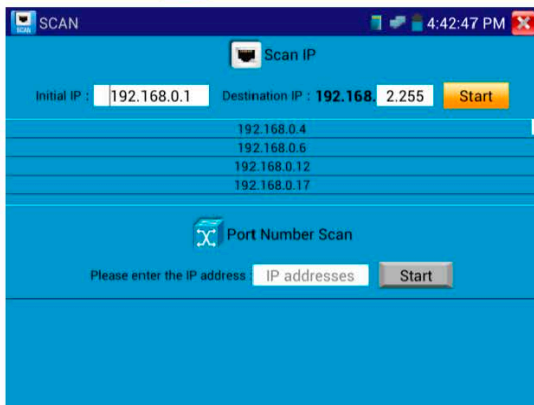 SCAN
SCAN 4:42:47 PM
Scan IP
Initial IP : 192.168.0.1 Destination IP : 192.168. 2.255 Start
192.168.0.4
192.168.0.6
192.168.0.12
192.168.0.17
Port Number Scan
Please enter the IP address : IP addresses Start